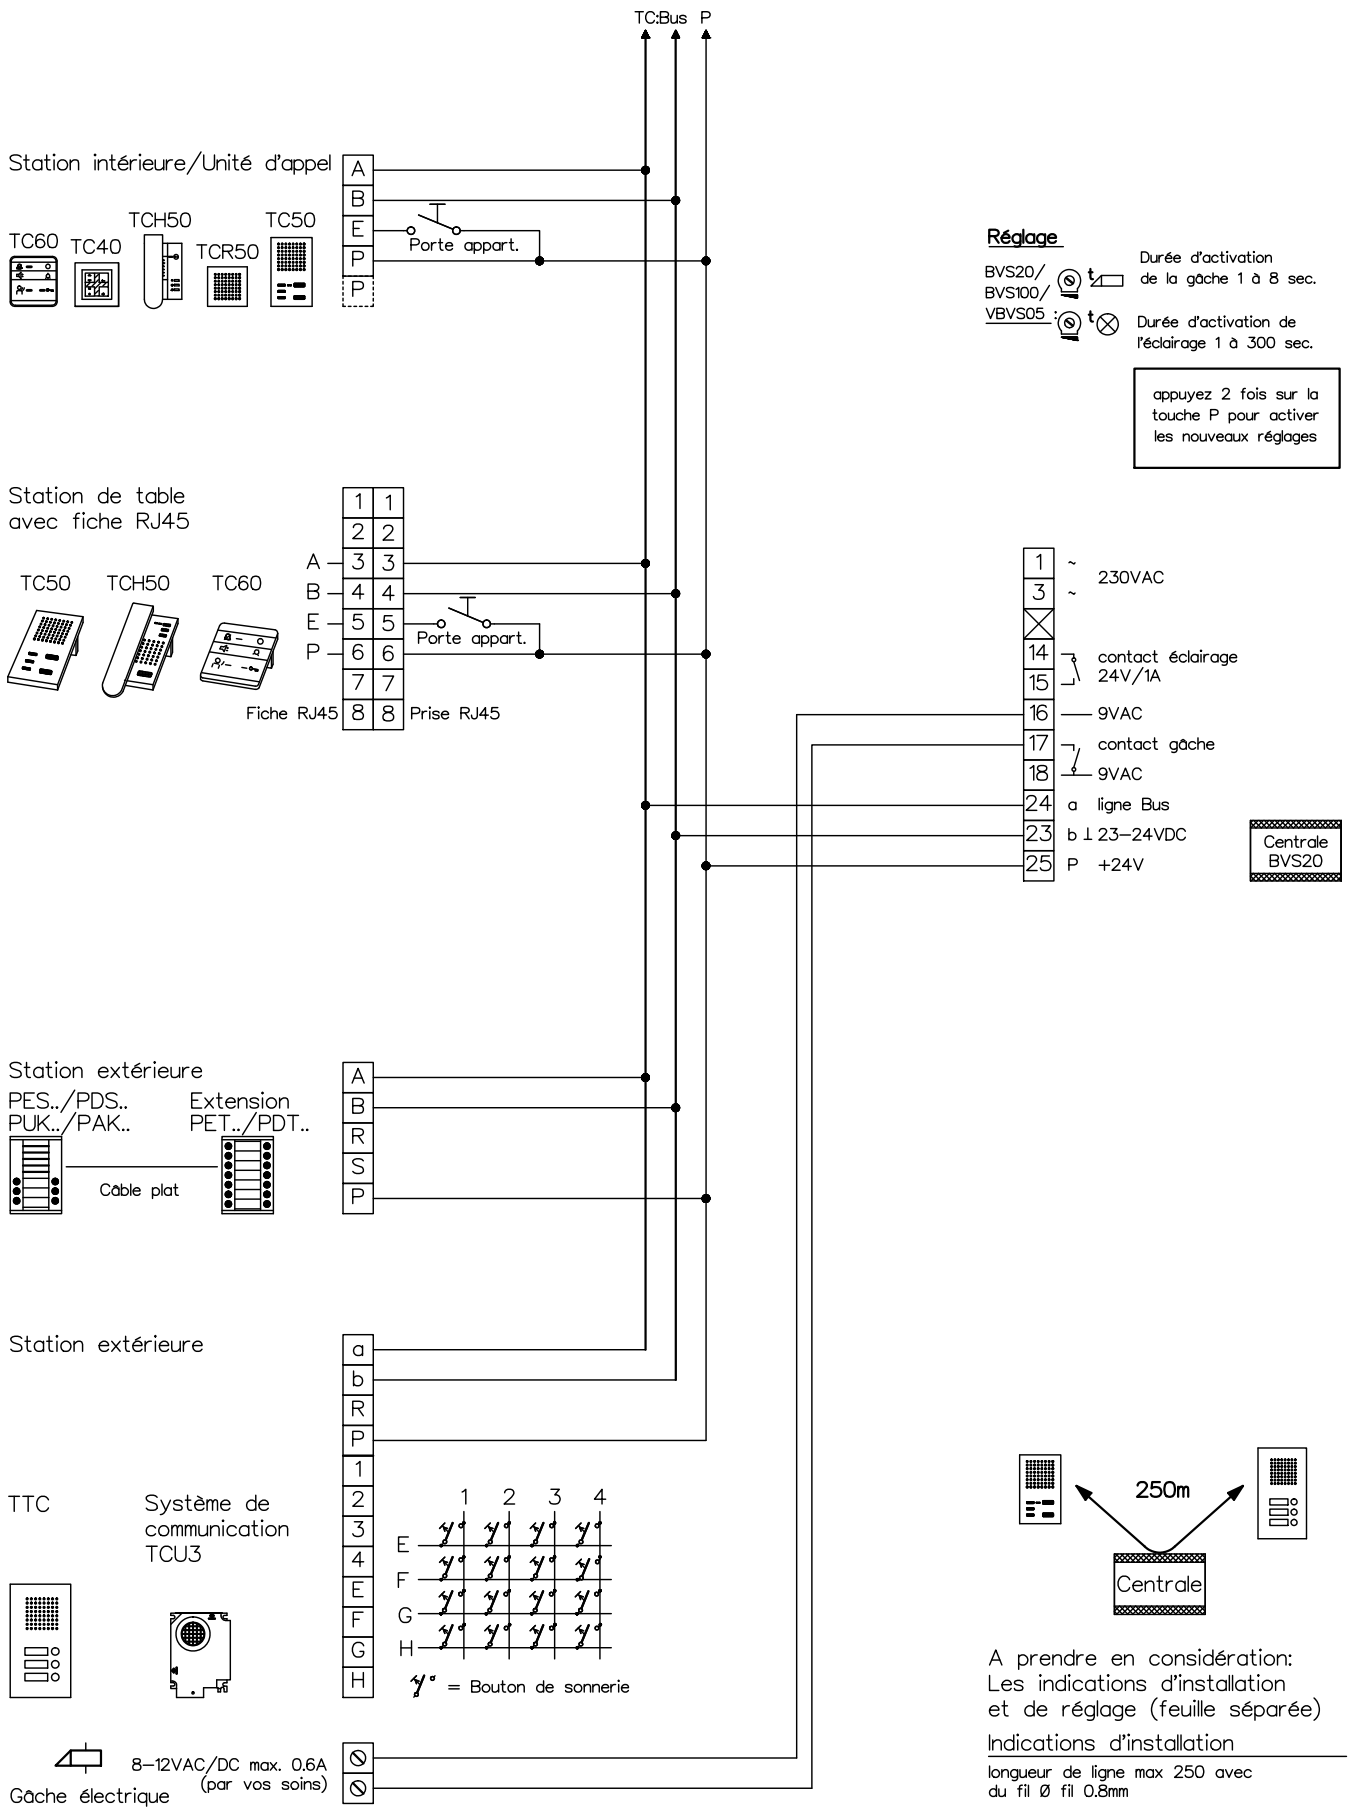 TC:Bus P
Station intérieure/Unité d'appel
A
B
E
P
P
Porte appart.
TC60
TC40
TCH50
TCR50
TC50
Réglage
BVS20/
BVS100/
VBVS05 :
t
Durée d'activation
de la gâche 1 à 8 sec.
t
Durée d'activation de
l'éclairage 1 à 300 sec.
appuyez 2 fois sur la
touche P pour activer
les nouveaux réglages
Station de table
avec fiche RJ45
TC50 TCH50 TC60
1 1
2 2
A 3 3
B 4 4
E 5 5
P 6 6
7 7
Fiche RJ45 8 8 Prise RJ45
Porte appart.
1 ~
230VAC
3 ~
14
contact éclairage
24V/1A
15
16 9VAC
17 contact gâche
18 9VAC
24 a ligne Bus
23 b ⊥ 23-24VDC
25 P +24V
Centrale
BVS20
Station extérieure
PES../PDS..
PUK../PAK..
Extension
PET../PDT..
Câble plat
A
B
R
S
P
Station extérieure
a
b
R
P
1
2
3
4
E
F
G
H
TTC
Système de
communication
TCU3
1 2 3 4
E
F
G
H
= Bouton de sonnerie
Gâche électrique
8-12VAC/DC max. 0.6A
(par vos soins)
250m
Centrale
A prendre en considération:
Les indications d'installation
et de réglage (feuille séparée)
Indications d'installation
longueur de ligne max 250 avec
du fil Ø fil 0.8mm